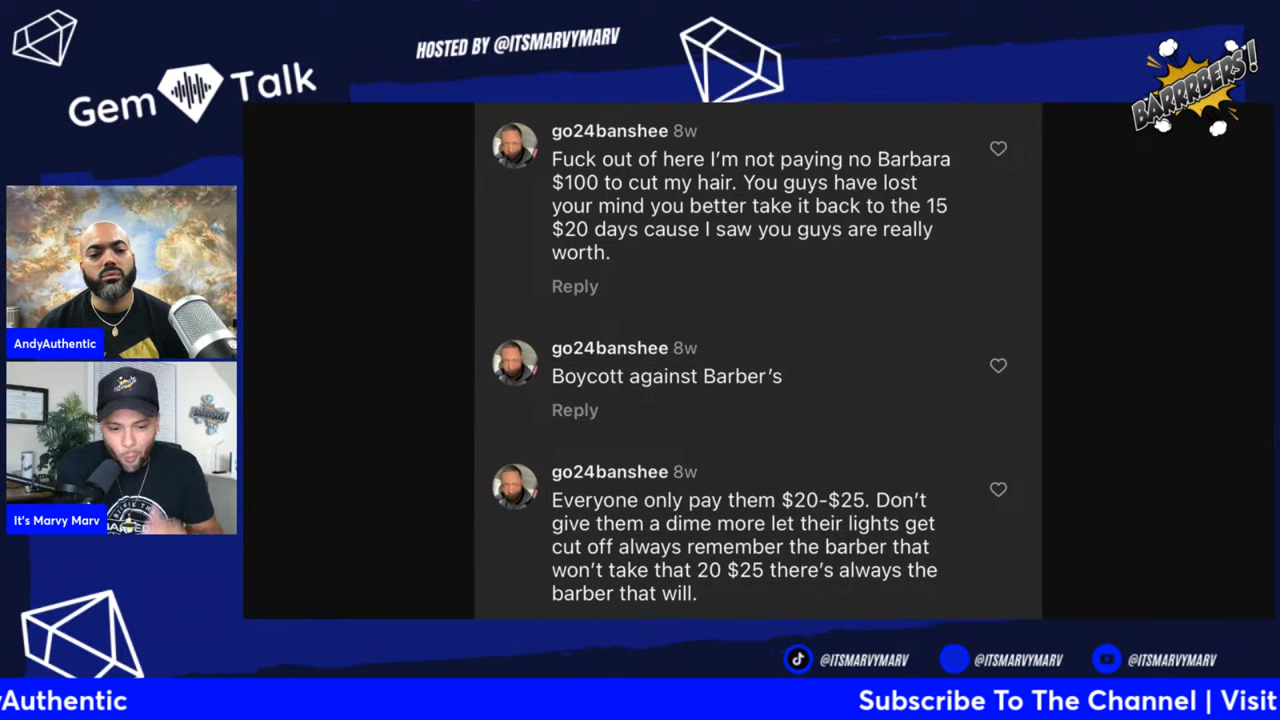 HOSTED BY @ITSMARVYMARV
Gem Talk
BARRRBERS!
go24banshee 8w
Fuck out of here I’m not paying no Barbara
$100 to cut my hair. You guys have lost
your mind you better take it back to the 15
$20 days cause I saw you guys are really
worth.
Reply
go24banshee 8w
Boycott against Barber’s
Reply
go24banshee 8w
Everyone only pay them $20-$25. Don’t
give them a dime more let their lights get
cut off always remember the barber that
won’t take that 20 $25 there’s always the
barber that will.
AndyAuthentic
It's Marvy Marv
@ITSMARVYMARV
@ITSMARVYMARV
@ITSMARVYMARV
Authentic
Subscribe To The Channel | Visit